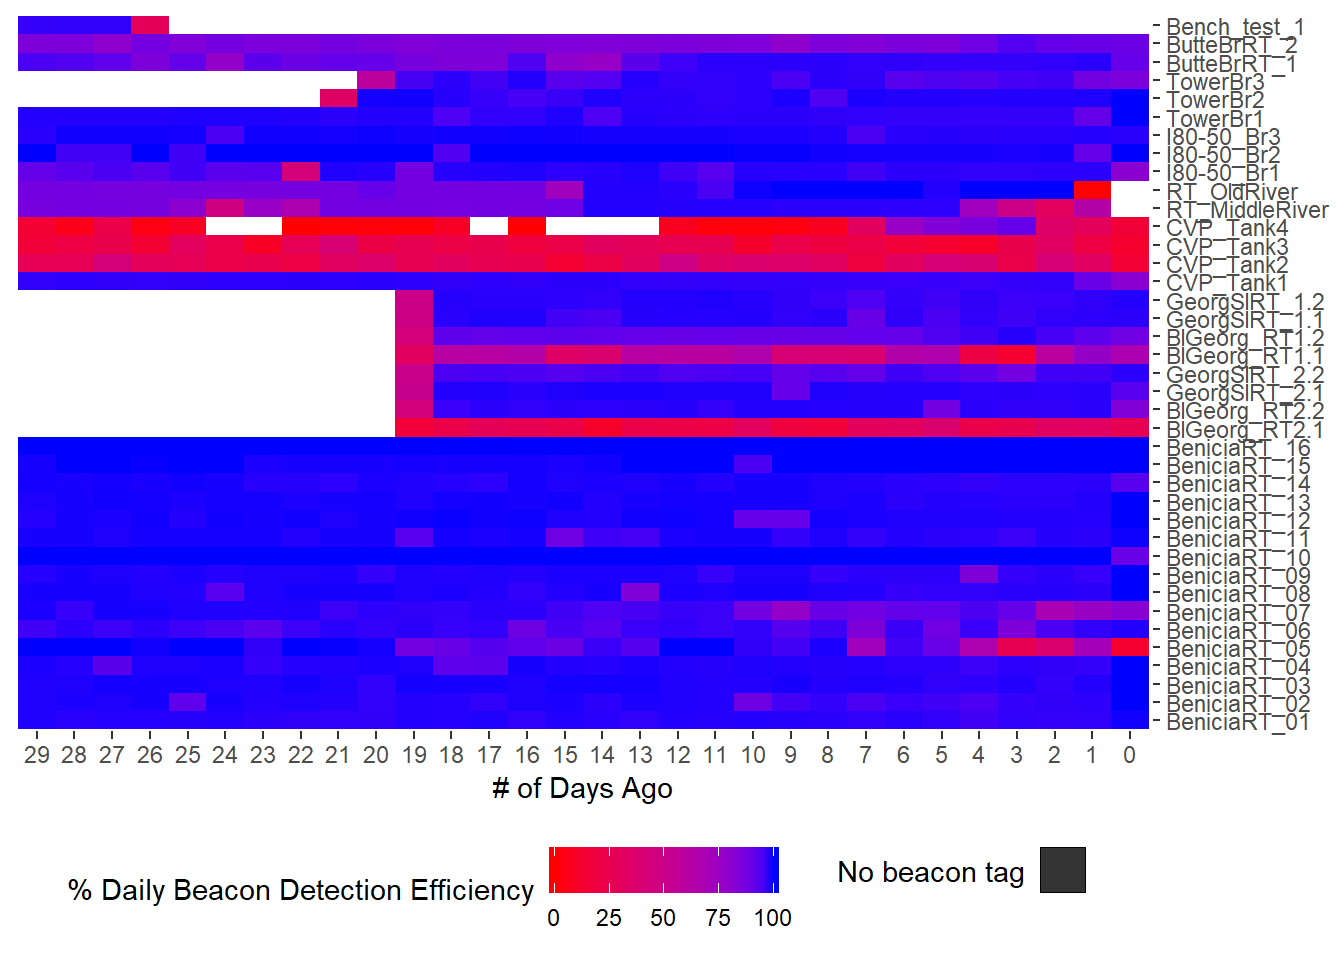 Bench_test_1
ButteBrRT_2
ButteBrRT_1
TowerBr3
TowerBr2
TowerBr1
I80-50_Br3
I80-50_Br2
I80-50_Br1
RT_OldRiver
RT_MiddleRiver
CVP_Tank4
CVP_Tank3
CVP_Tank2
CVP_Tank1
GeorgSlRT_1.2
GeorgSlRT_1.1
BlGeorg_RT1.2
BlGeorg_RT1.1
GeorgSlRT_2.2
GeorgSlRT_2.1
BlGeorg_RT2.2
BlGeorg_RT2.1
BeniciaRT_16
BeniciaRT_15
BeniciaRT_14
BeniciaRT_13
BeniciaRT_12
BeniciaRT_11
BeniciaRT_10
BeniciaRT_09
BeniciaRT_08
BeniciaRT_07
BeniciaRT_06
BeniciaRT_05
BeniciaRT_04
BeniciaRT_03
BeniciaRT_02
BeniciaRT_01
29 28 27 26 25 24 23 22 21 20 19 18 17 16 15 14 13 12 11 10 9 8 7 6 5 4 3 2 1 0
# of Days Ago
% Daily Beacon Detection Efficiency
0 25 50 75 100
No beacon tag